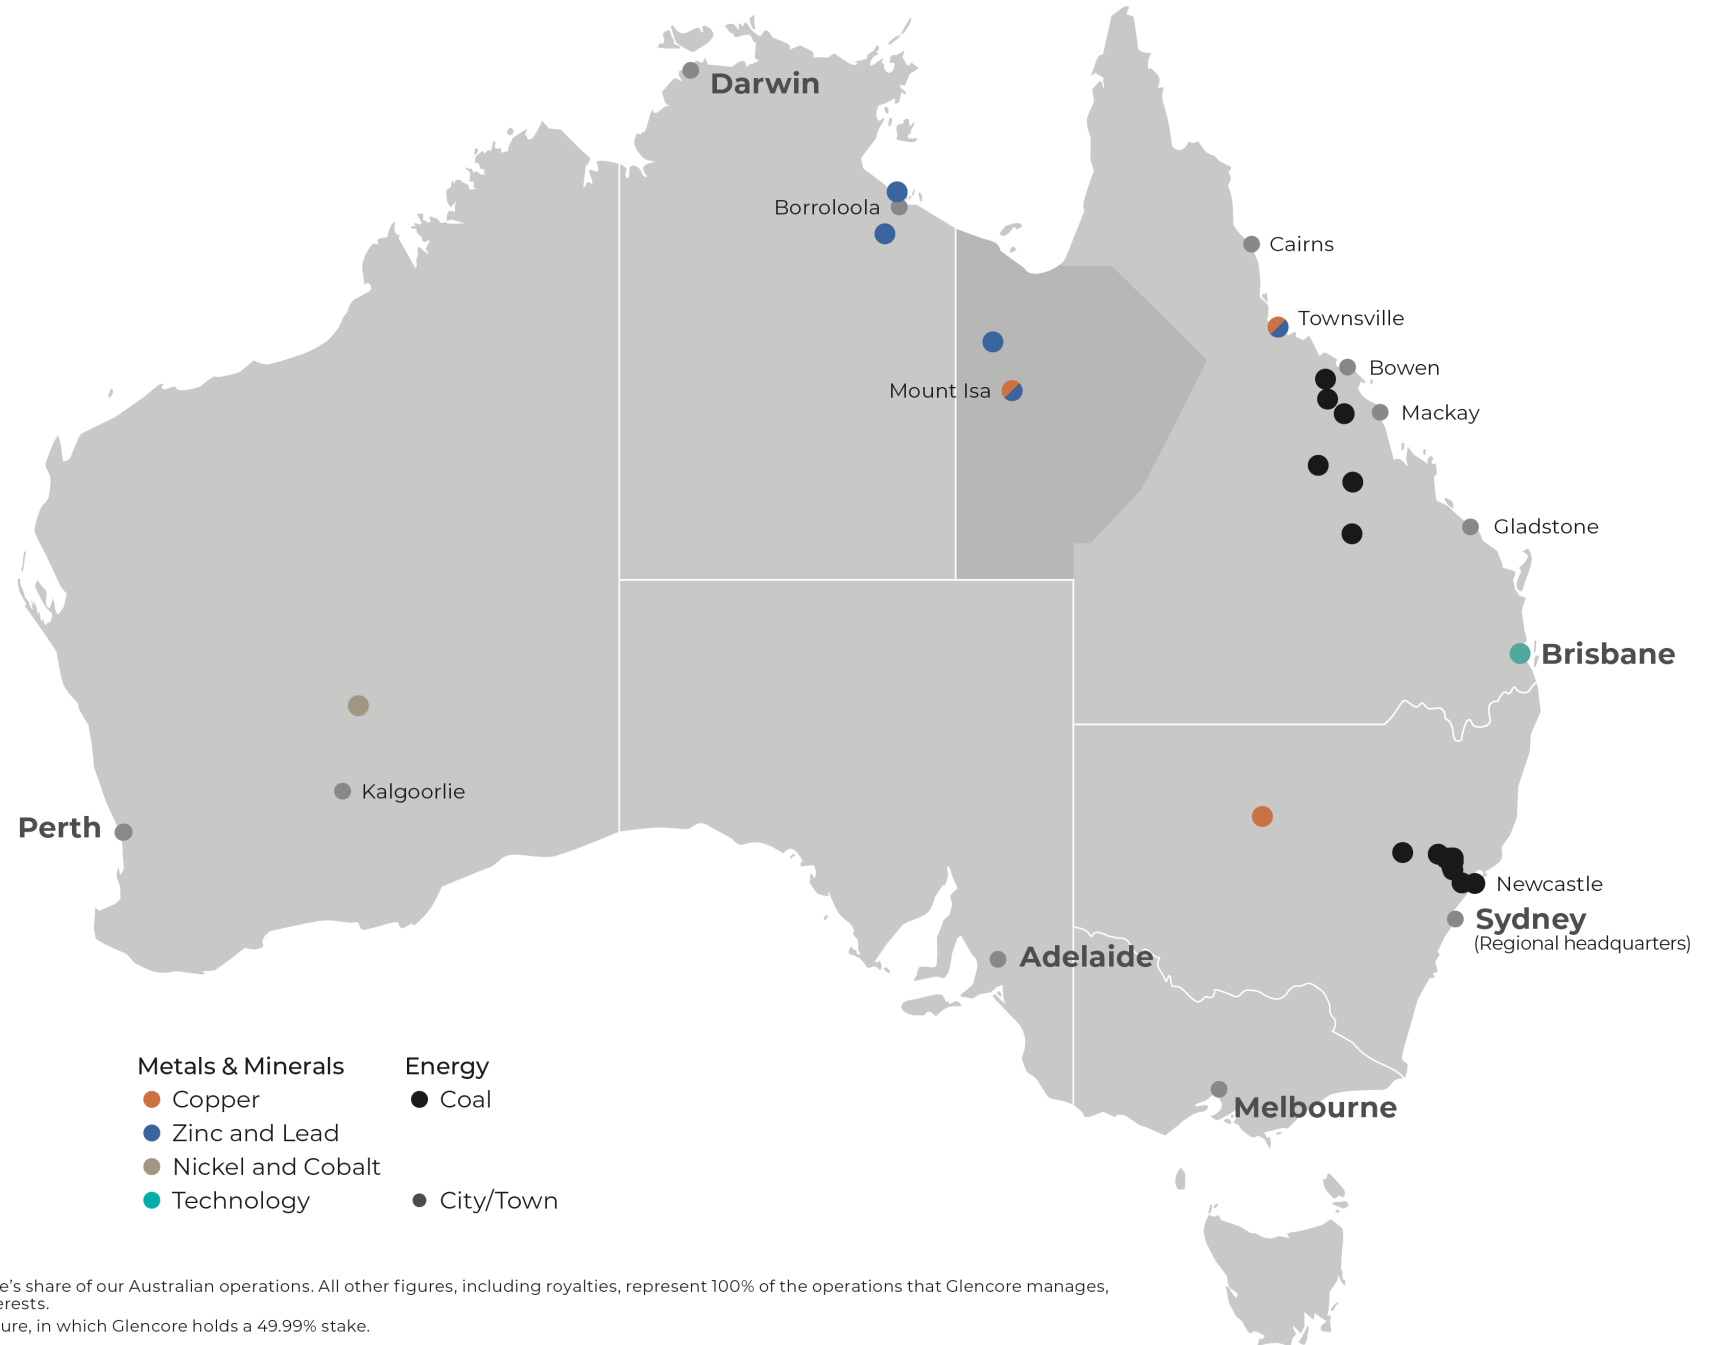 Darwin
Borroloola
Cairns
Townsville
Bowen
Mount Isa
Mackay
Gladstone
Brisbane
Kalgoorlie
Perth
Newcastle
Sydney
(Regional headquarters)
Adelaide
Melbourne
Metals & Minerals
Copper
Zinc and Lead
Nickel and Cobalt
Technology
Energy
Coal
City/Town
e’s share of our Australian operations. All other figures, including royalties, represent 100% of the operations that Glencore manages,
erests.
ure, in which Glencore holds a 49.99% stake.